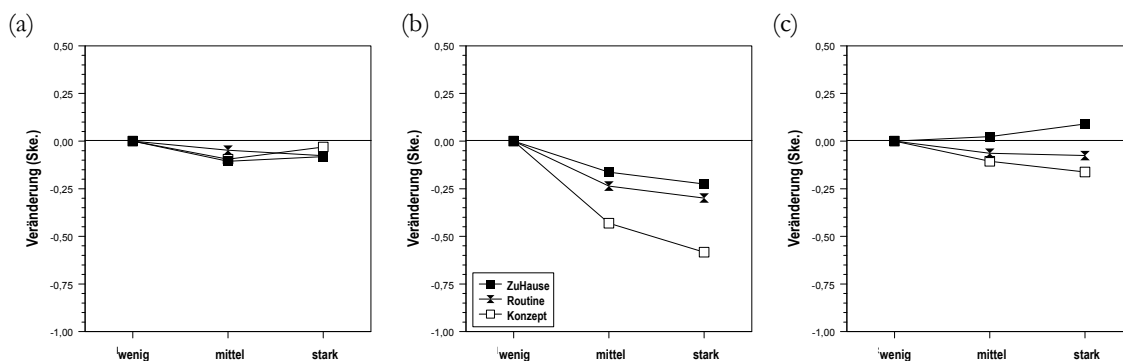 (a)
0,50
0,25
0,00
-0,25
-0,50
-0,75
-1,00
Veränderung (Ske.)
wenig mittel stark
(b)
0,50
0,25
0,00
-0,25
-0,50
-0,75
-1,00
Veränderung (Ske.)
ZuHause
Routine
Konzept
wenig mittel stark
(c)
0,50
0,25
0,00
-0,25
-0,50
-0,75
-1,00
Veränderung (Ske.)
wenig mittel stark